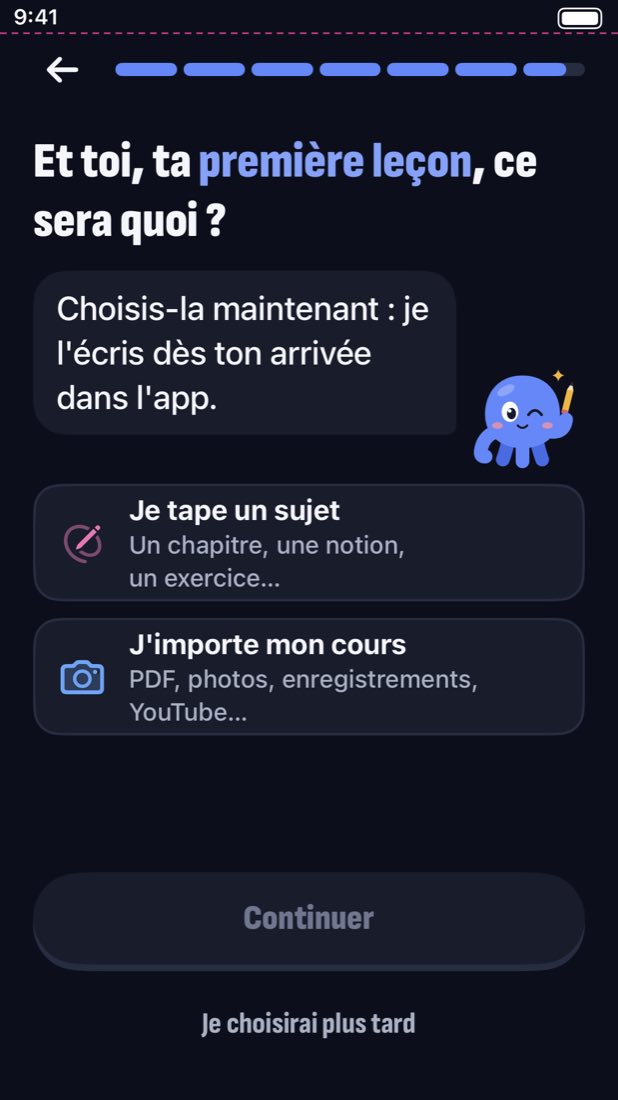 9:41
Et toi, ta première leçon, ce
sera quoi ?
Choisis-la maintenant : je
l'écris dès ton arrivée
dans l'app.
Je tape un sujet
Un chapitre, une notion,
un exercice...
J'importe mon cours
PDF, photos, enregistrements,
YouTube...
Continuer
Je choisirai plus tard